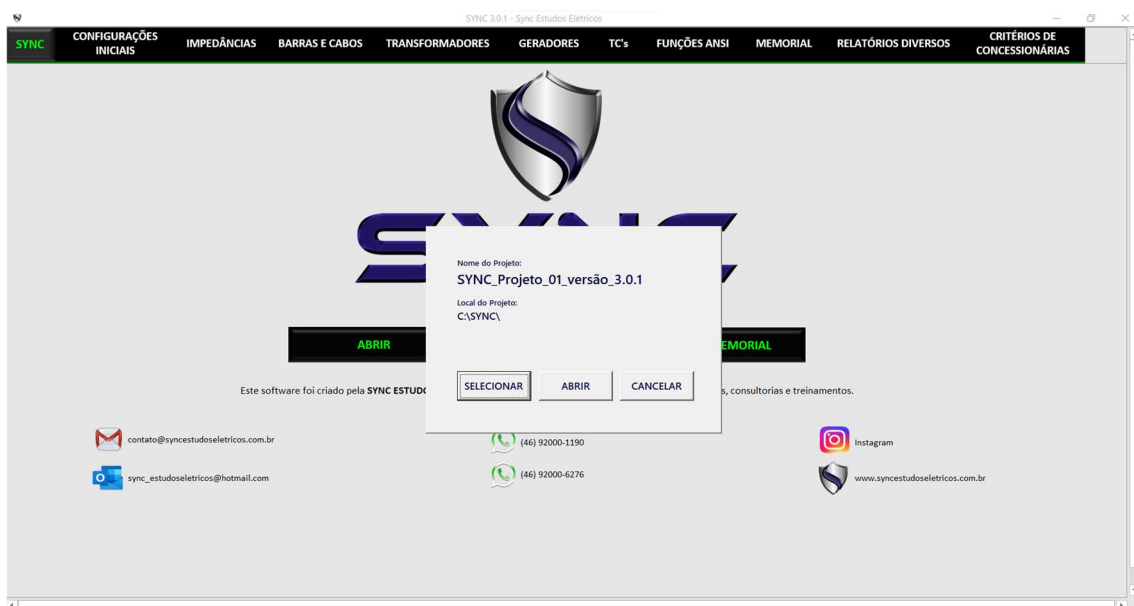 SYNC 3.0.1 - Sync Estudos Elétricos
SYNC
CONFIGURAÇÕES
INICIAIS
IMPEDÂNCIAS
BARRAS E CABOS
TRANSFORMADORES
GERADORES
TC's
FUNÇÕES ANSI
MEMORIAL
RELATÓRIOS DIVERSOS
CRITÉRIOS DE
CONCESSIONÁRIAS
SYNC
Nome do Projeto:
SYNC_Projeto_01_versão_3.0.1
Local do Projeto:
C:\SYNC\
ABRIR
EMORIAL
SELECIONAR
ABRIR
CANCELAR
Este software foi criado pela SYNC ESTUDO
s, consultorias e treinamentos.
contato@syncestudoseletricos.com.br
(46) 92000-1190
Instagram
sync_estudoseletricos@hotmail.com
(46) 92000-6276
www.syncestudoseletricos.com.br